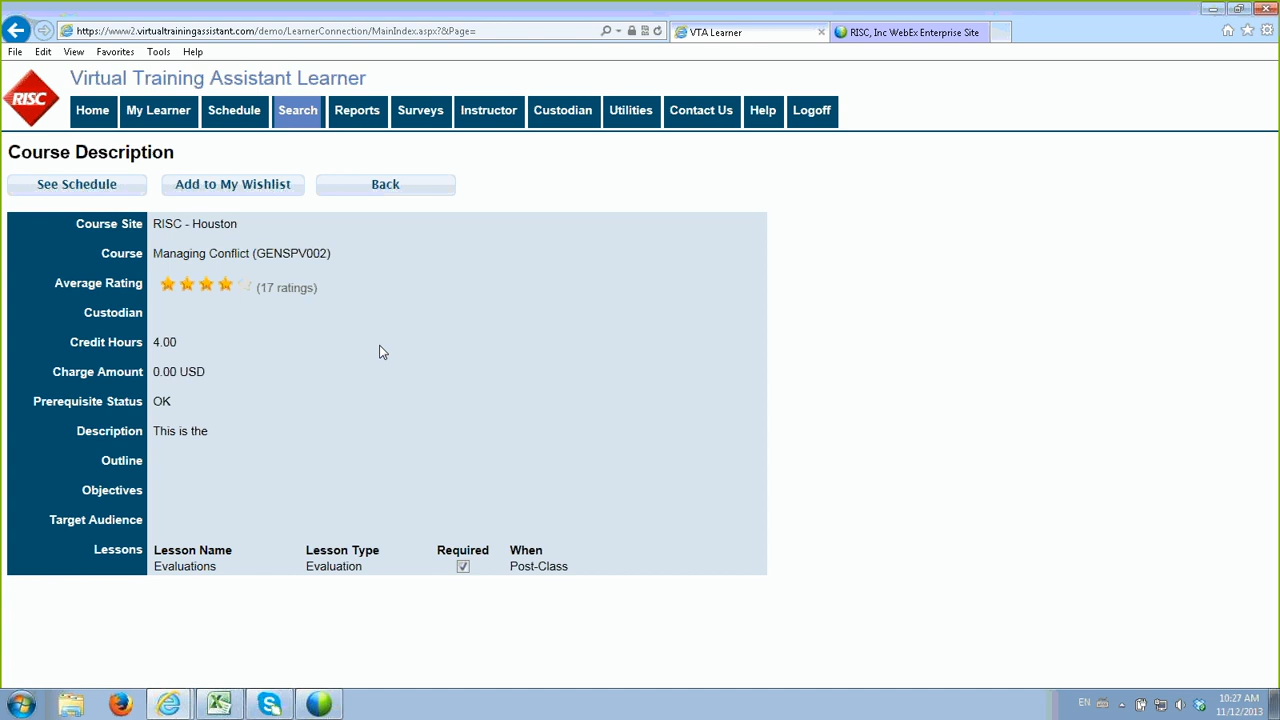 https://www2.virtualtrainingassistant.com/demo/LearnerConnection/MainIndex.aspx?&Page=
VTA Learner
RISC, Inc WebEx Enterprise Site
File Edit View Favorites Tools Help
RISC
Virtual Training Assistant Learner
Home My Learner Schedule Search Reports Surveys Instructor Custodian Utilities Contact Us Help Logoff
Course Description
See Schedule Add to My Wishlist Back
Course Site RISC - Houston
Course Managing Conflict (GENSPV002)
Average Rating (17 ratings)
Custodian
Credit Hours 4.00
Charge Amount 0.00 USD
Prerequisite Status OK
Description This is the
Outline
Objectives
Target Audience
Lessons Lesson Name Lesson Type Required When
Evaluations Evaluation Post-Class
EN
10:27 AM
11/12/2013